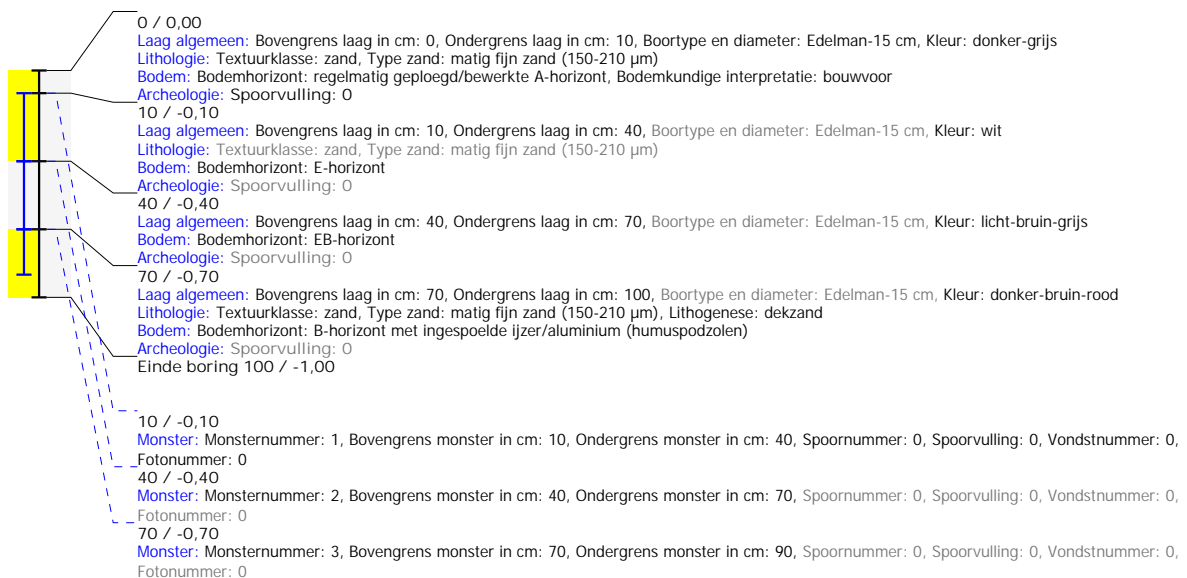 0 / 0,00
Laag algemeen: Bovengrens laag in cm: 0, Ondergrens laag in cm: 10, Boortype en diameter: Edelman-15 cm, Kleur: donker-grijs
Lithologie: Textuurklasse: zand, Type zand: matig fijn zand (150-210 µm)
Bodem: Bodemhorizont: regelmatig geploegd/bewerkte A-horizont, Bodemkundige interpretatie: bouwvoor
Archeologie: Spoorvulling: 0
10 / -0,10
Laag algemeen: Bovengrens laag in cm: 10, Ondergrens laag in cm: 40, Boortype en diameter: Edelman-15 cm, Kleur: wit
Lithologie: Textuurklasse: zand, Type zand: matig fijn zand (150-210 µm)
Bodem: Bodemhorizont: E-horizont
Archeologie: Spoorvulling: 0
40 / -0,40
Laag algemeen: Bovengrens laag in cm: 40, Ondergrens laag in cm: 70, Boortype en diameter: Edelman-15 cm, Kleur: licht-bruin-grijs
Bodem: Bodemhorizont: EB-horizont
Archeologie: Spoorvulling: 0
70 / -0,70
Laag algemeen: Bovengrens laag in cm: 70, Ondergrens laag in cm: 100, Boortype en diameter: Edelman-15 cm, Kleur: donker-bruin-rood
Lithologie: Textuurklasse: zand, Type zand: matig fijn zand (150-210 µm), Lithogenese: dekzand
Bodem: Bodemhorizont: B-horizont met ingespoelde ijzer/aluminium (humuspodzolen)
Archeologie: Spoorvulling: 0
Einde boring 100 / -1,00
10 / -0,10
Monster: Monsternummer: 1, Bovengrens monster in cm: 10, Ondergrens monster in cm: 40, Spoornummer: 0, Spoorvulling: 0, Vondstnummer: 0,
Fotonummer: 0
40 / -0,40
Monster: Monsternummer: 2, Bovengrens monster in cm: 40, Ondergrens monster in cm: 70, Spoornummer: 0, Spoorvulling: 0, Vondstnummer: 0,
Fotonummer: 0
70 / -0,70
Monster: Monsternummer: 3, Bovengrens monster in cm: 70, Ondergrens monster in cm: 90, Spoornummer: 0, Spoorvulling: 0, Vondstnummer: 0,
Fotonummer: 0